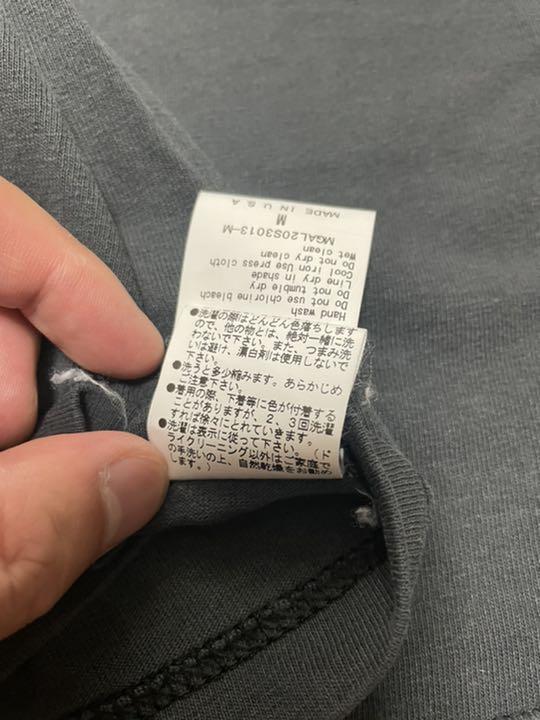 Hand wash
Do not use chlorine bleach
Do not tumble dry
Line dry in shade
Cool iron Use press cloth
Do not dry clean
Wet clean
MGAL20S3013-M
M
MADE IN U.S.A
●洗濯の際はどんどん色落ちします
ので、他の物とは、絶対一緒に洗
わないで下さい。また、つまみ洗
いは避け、漂白剤は使用しないで
下さい。
●洗うと多少縮みます。あらかじめ
ご注意下さい。
●着用の際、下着等に色が付着する
ことがありますが、2、3回洗濯
すれば徐々にとれていきます。
●洗濯は表示に従って下さい。（ド
ライクリーニング以外はご家庭で
の手洗いの上、自然乾燥をお勧め
します。）